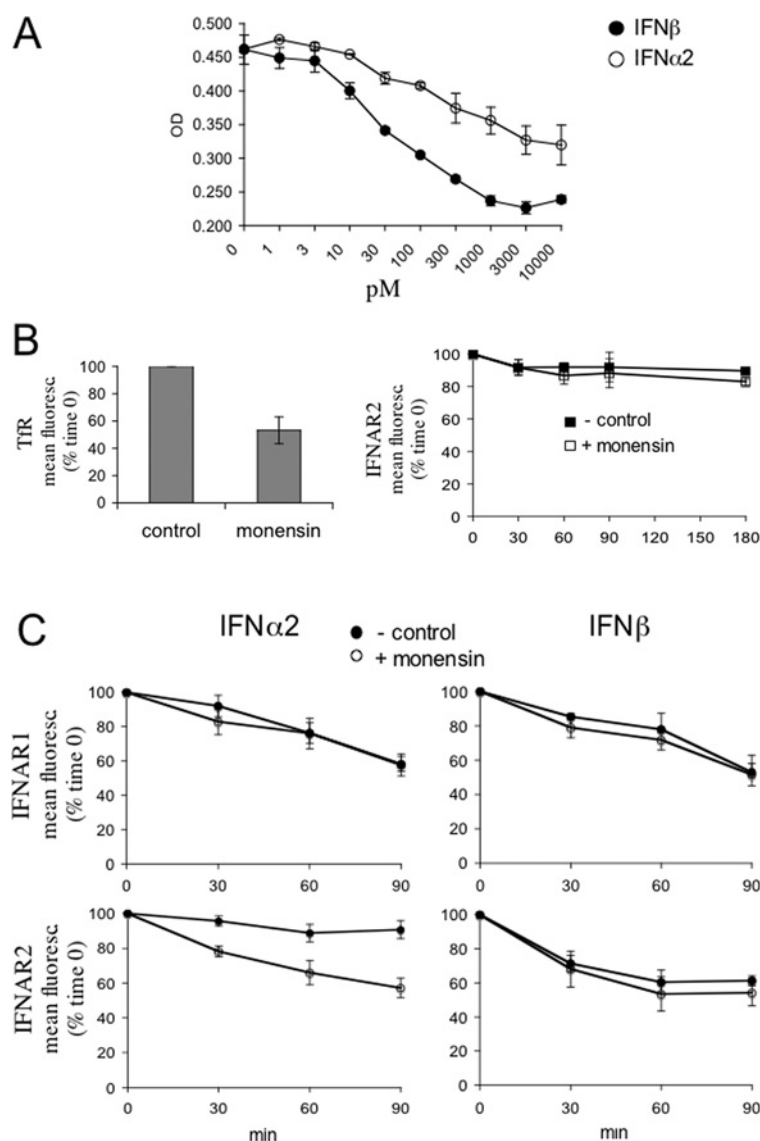 A
IFNβ
IFNα2
OD
0.500
0.450
0.400
0.350
0.300
0.250
0.200
0 1 3 10 30 100 300 1000 3000 10000
pM
B
TfR
mean fluoresc.
(% time 0)
100
80
60
40
20
0
control monensin
IFNAR2
mean fluoresc.
(% time 0)
100
80
60
40
20
0
- control
+ monensin
0 30 60 90 120 150 180
C
IFNα2
- control
+ monensin
IFNβ
IFNAR1
mean fluoresc.
(% time 0)
100
80
60
40
20
0
0 30 60 90
100
80
60
40
20
0
0 30 60 90
IFNAR2
mean fluoresc.
(% time 0)
100
80
60
40
20
0
0 30 60 90
min
100
80
60
40
20
0
0 30 60 90
min